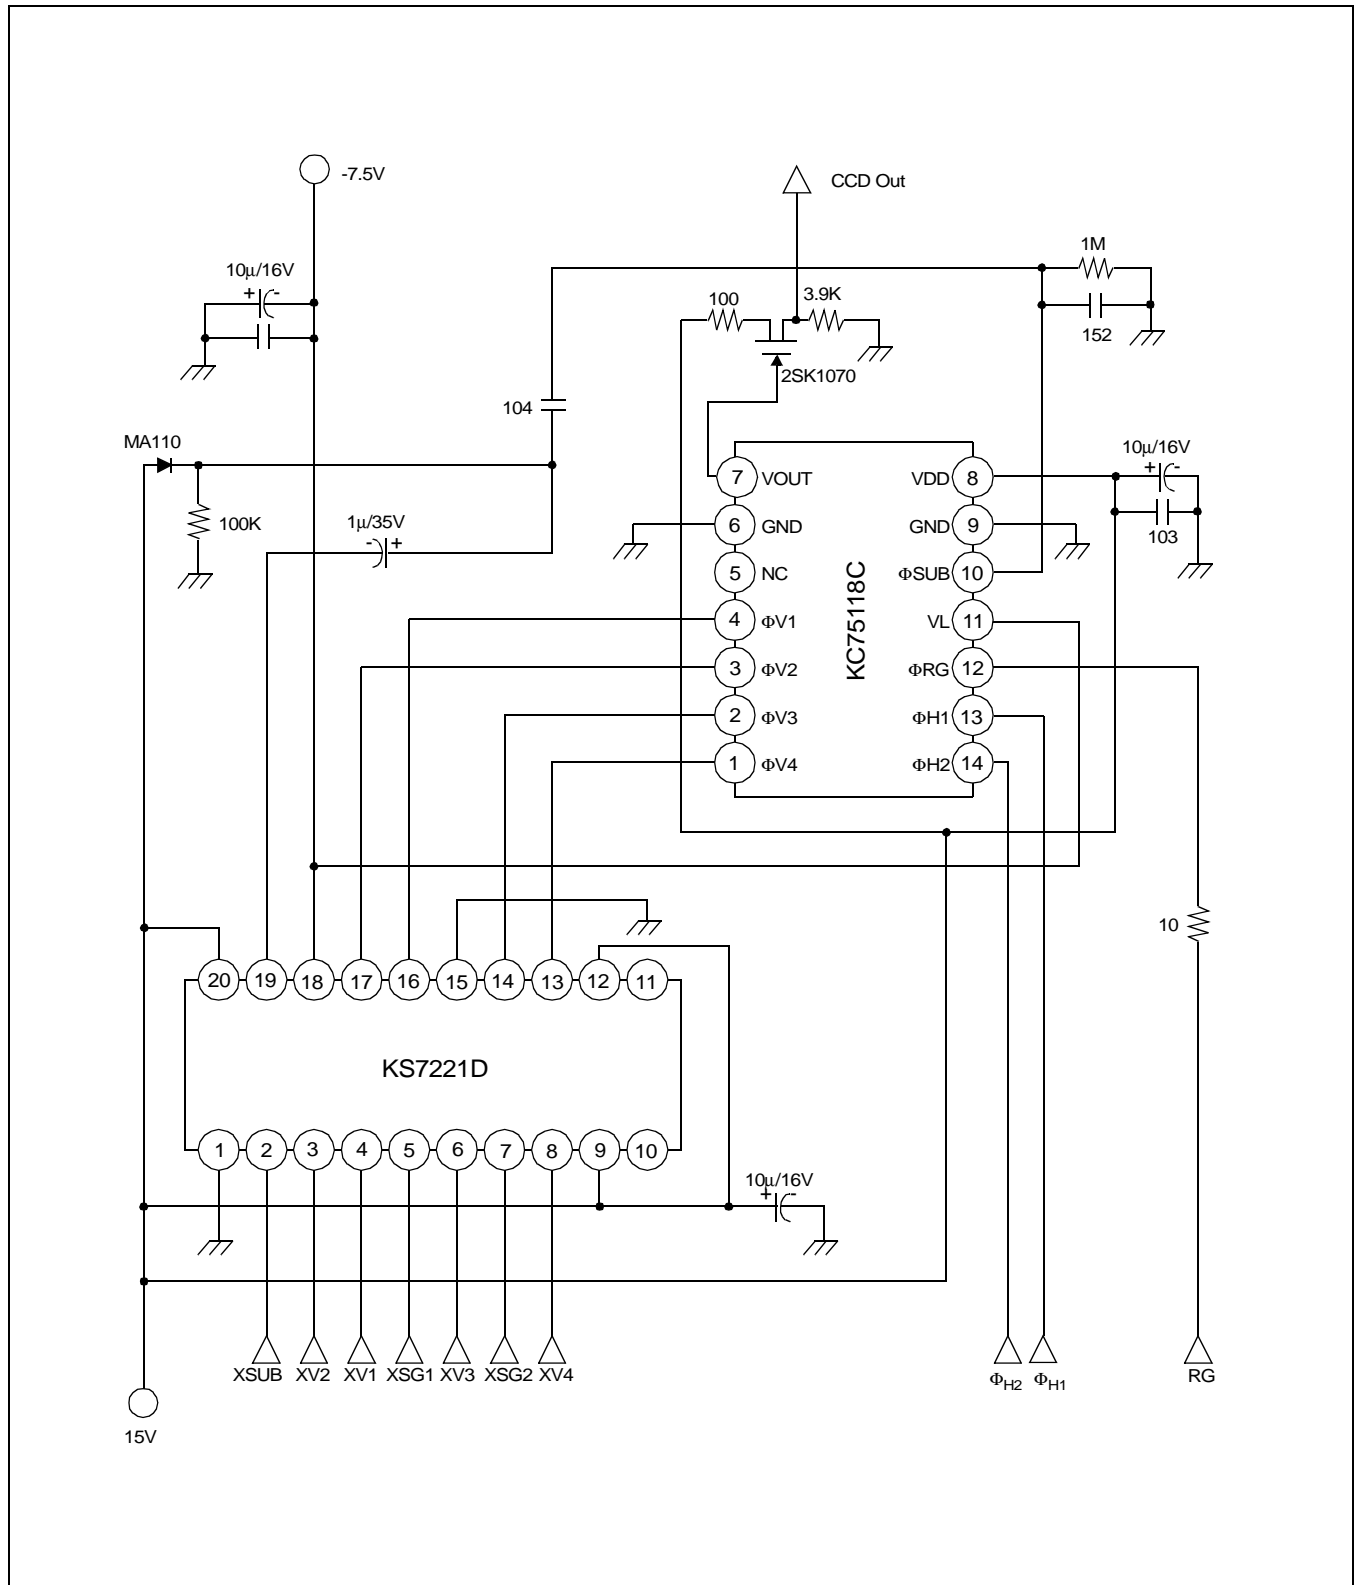 -7.5V
CCD Out
1M
10μ/16V
100
3.9K
152
2SK1070
104
MA110
10μ/16V
+ -
7 VOUT
VDD 8
100K
1μ/35V
- +
6 GND
GND 9
103
5 NC
ΦSUB 10
4 ΦV1
VL 11
3 ΦV2
ΦRG 12
2 ΦV3
ΦH1 13
1 ΦV4
ΦH2 14
KC75118C
10
20 19 18 17 16 15 14 13 12 11
KS7221D
1 2 3 4 5 6 7 8 9 10
10μ/16V
+ -
XSUB XV2 XV1 XSG1 XV3 XSG2 XV4
ΦH2 ΦH1
RG
15V